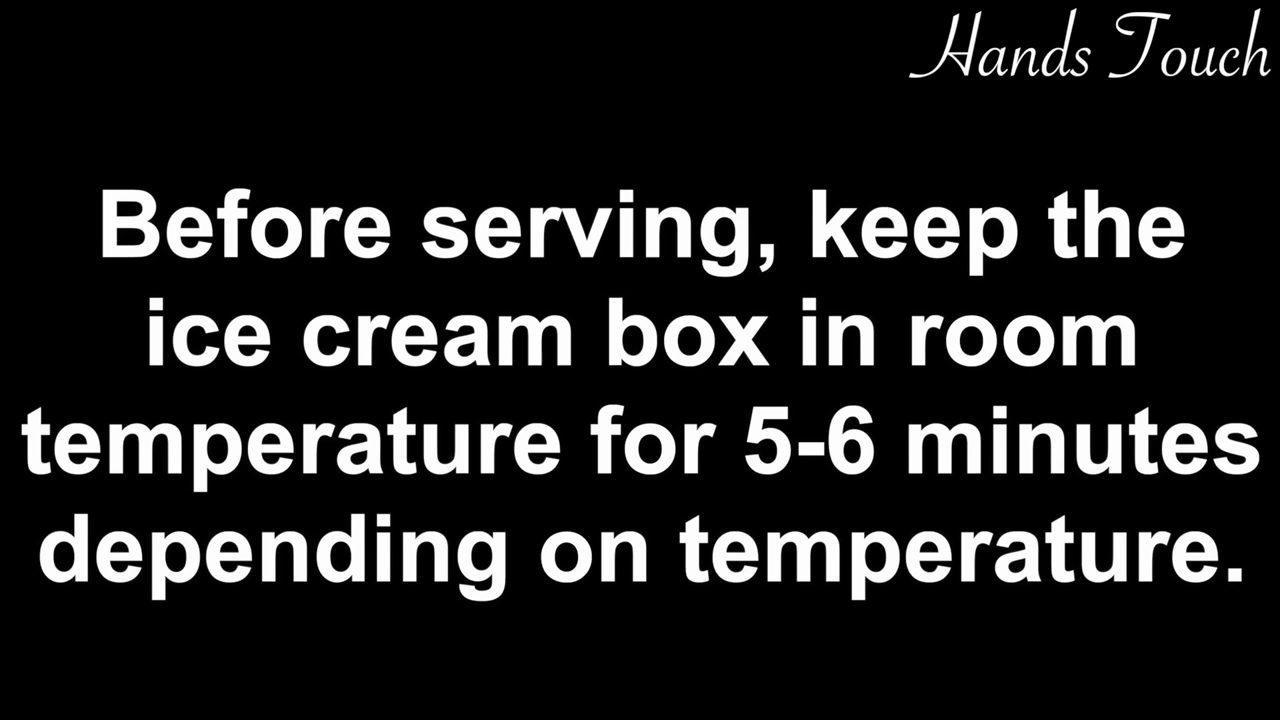 Hands Touch
Before serving, keep the
ice cream box in room
temperature for 5-6 minutes
depending on temperature.